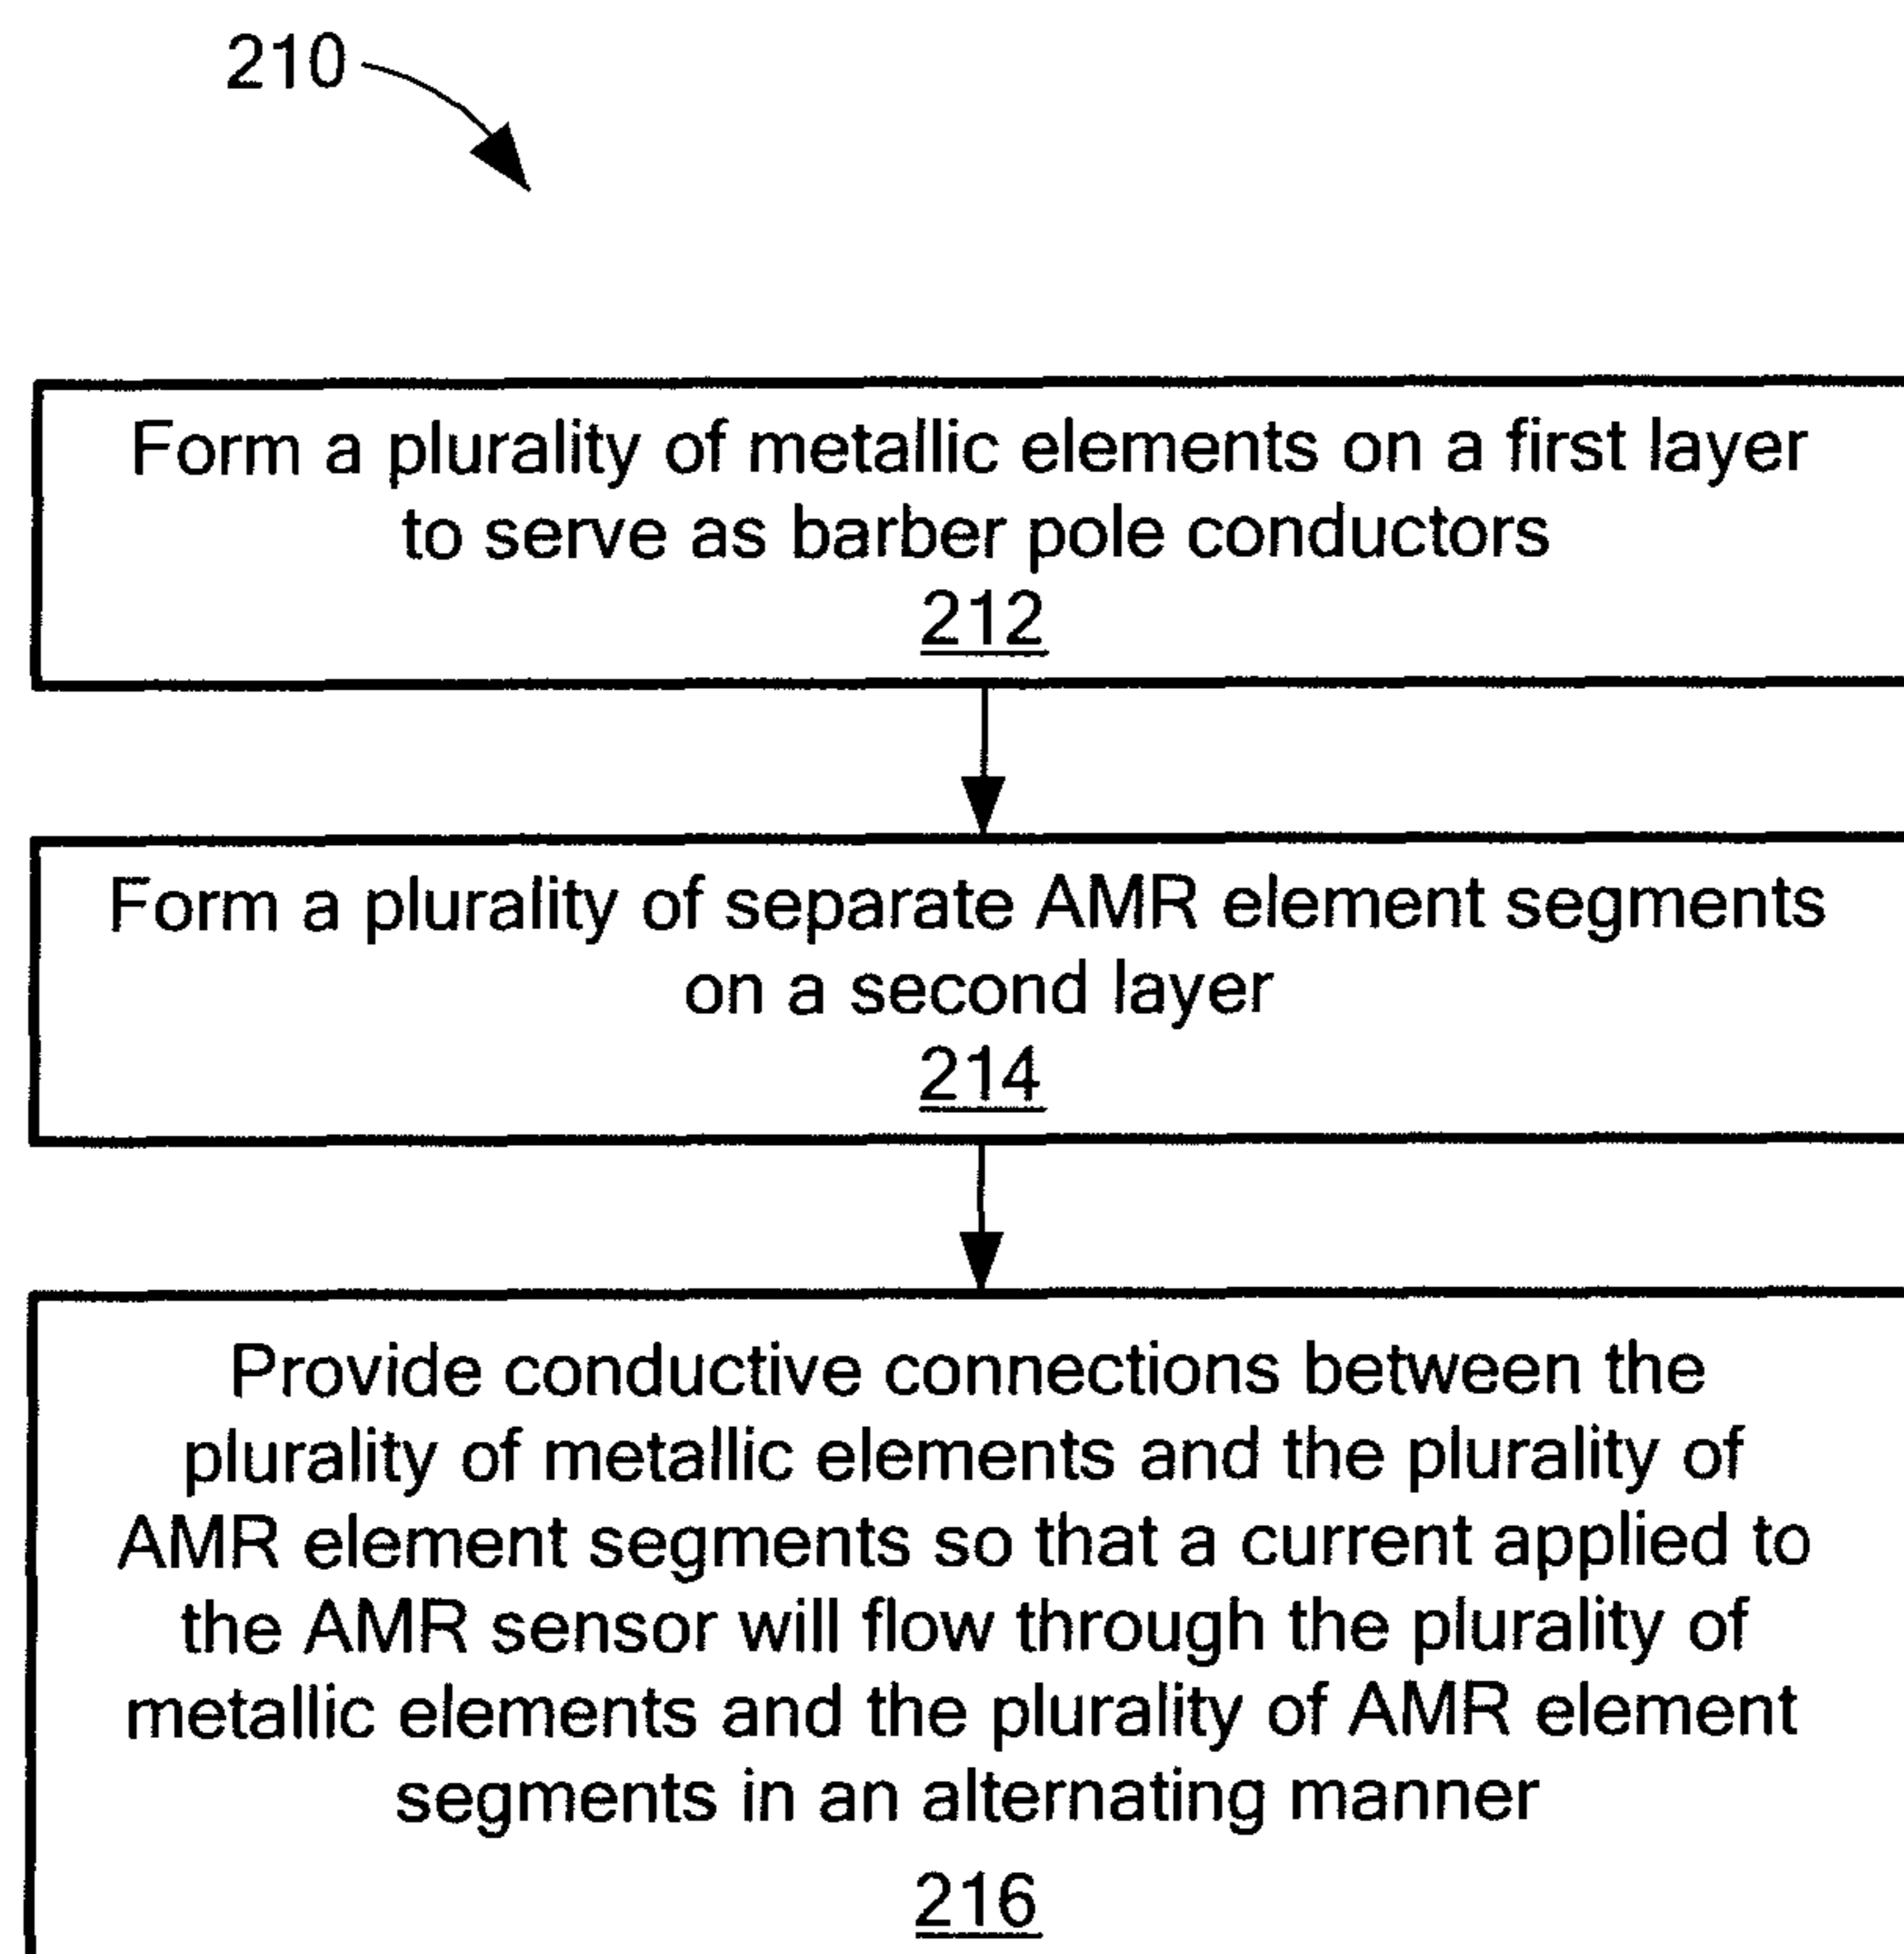 210
Form a plurality of metallic elements on a first layer
to serve as barber pole conductors
212
Form a plurality of separate AMR element segments
on a second layer
214
Provide conductive connections between the
plurality of metallic elements and the plurality of
AMR element segments so that a current applied to
the AMR sensor will flow through the plurality of
metallic elements and the plurality of AMR element
segments in an alternating manner
216